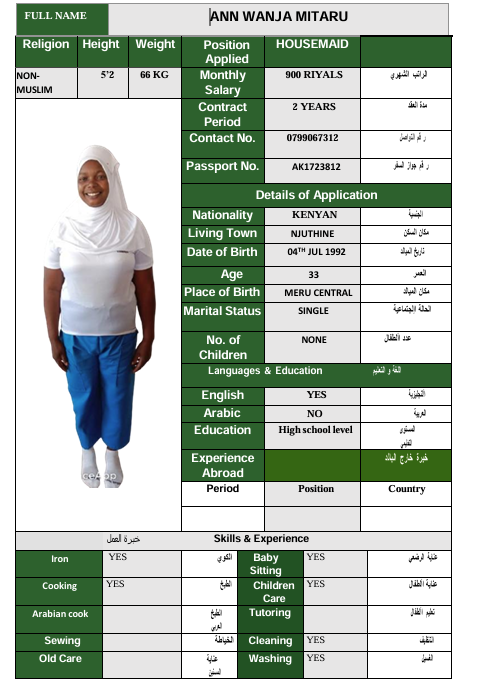 FULL NAME ANN WANJA MITARU
Religion Height Weight Position Applied HOUSEMAID
NON-MUSLIM 5'2 66 KG Monthly Salary 900 RIYALS الراتب الشهري
Contract Period 2 YEARS مدة العقد
Contact No. 0799067312 رقم التواصل
Passport No. AK1723812 رقم جواز السفر
Details of Application
Nationality KENYAN الجنسية
Living Town NJUTHINE مكان السكن
Date of Birth 04TH JUL 1992 تاريخ الميلاد
Age 33 العمر
Place of Birth MERU CENTRAL مكان الميلاد
Marital Status SINGLE الحالة الاجتماعية
No. of Children NONE عدد الطفال
Languages & Education اللغة و التعليم
English YES النجليزية
Arabic NO العربية
Education High school level المستوى
Experience Abroad خبرة خارج البلاد
Period Position Country
خبرة العمل Skills & Experience
Iron YES الكوي Baby Sitting YES عناية الرضعي
Cooking YES الطبخ Children Care YES عناية الطفال
Arabian cook الطبخ العربي Tutoring تعليم الطفال
Sewing الخياطة Cleaning YES التنظيف
Old Care عناية المسنين Washing YES الغسيل